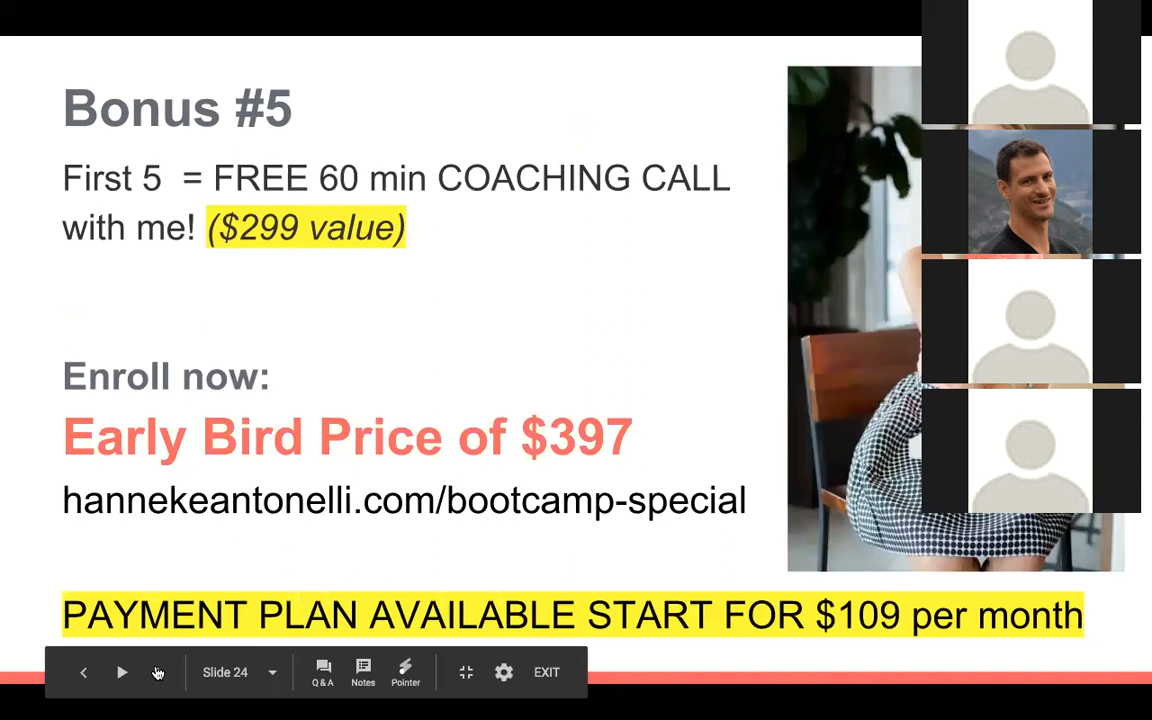 Bonus #5
First 5 = FREE 60 min COACHING CALL
with me! ($299 value)
Enroll now:
Early Bird Price of $397
hannekeantonelli.com/bootcamp-special
PAYMENT PLAN AVAILABLE START FOR $109 per month
Slide 24
Q&A
Notes
Pointer
EXIT